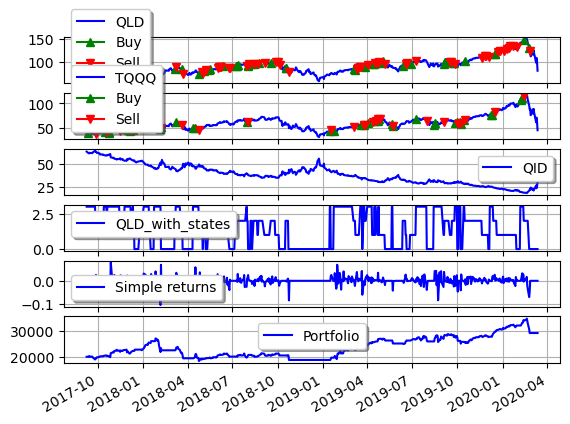 QLD
Buy
Sell
150
100
TQQQ
Buy
Sell
100
50
QID
50
25
QLD_with_states
2.5
0.0
Simple returns
0.0
−0.1
Portfolio
30000
20000
2017-10
2018-01
2018-04
2018-07
2018-10
2019-01
2019-04
2019-07
2019-10
2020-01
2020-04